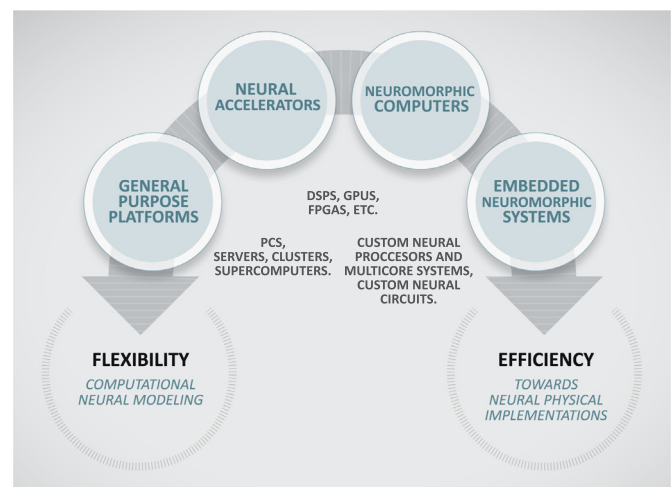 NEURAL
ACCELERATORS
NEUROMORPHIC
COMPUTERS
GENERAL
PURPOSE
PLATFORMS
EMBEDDED
NEUROMORPHIC
SYSTEMS
DSPS, GPUS,
FPGAS, ETC.
PCS,
SERVERS, CLUSTERS,
SUPERCOMPUTERS.
CUSTOM NEURAL
PROCCESORS AND
MULTICORE SYSTEMS,
CUSTOM NEURAL
CIRCUITS.
FLEXIBILITY
COMPUTATIONAL
NEURAL MODELING
EFFICIENCY
TOWARDS
NEURAL PHYSICAL
IMPLEMENTATIONS